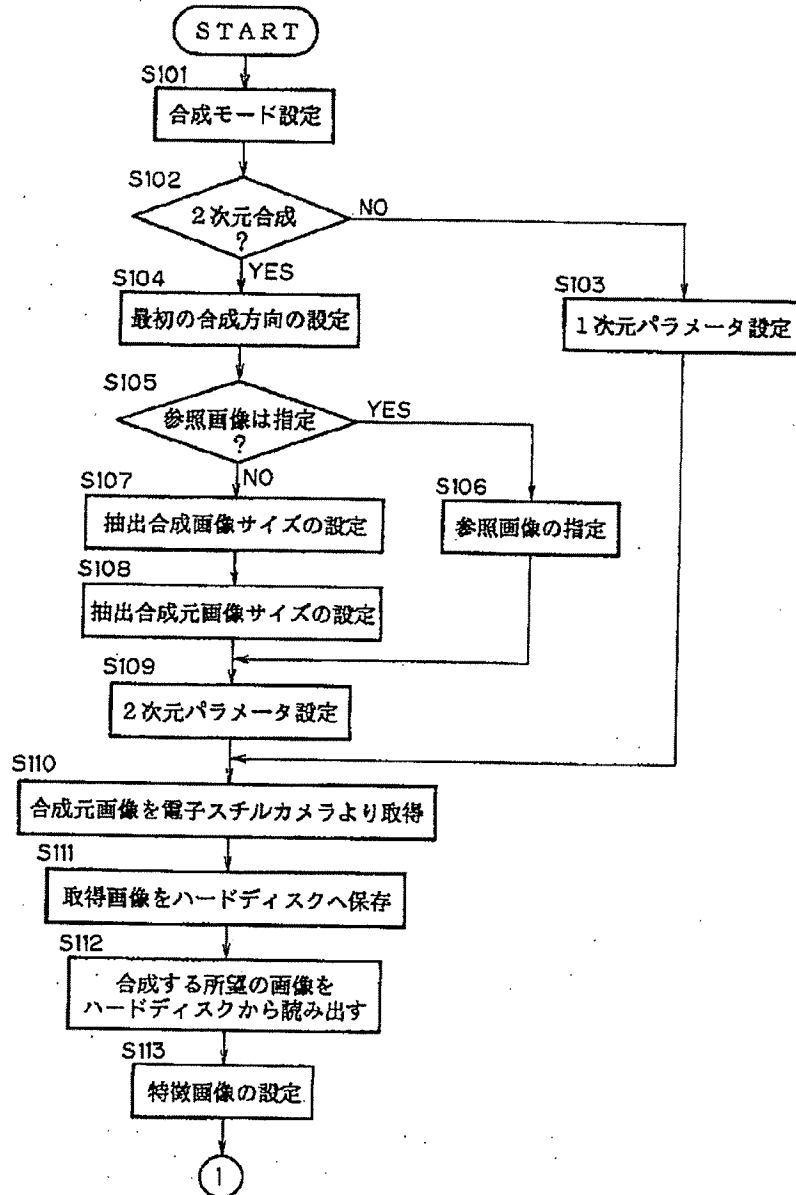 START
S101
合成モード設定
S102
2次元合成
?
NO
YES
S104
最初の合成方向の設定
S103
1次元パラメータ設定
S105
参照画像は指定
?
YES
NO
S107
抽出合成画像サイズの設定
S106
参照画像の指定
S108
抽出合成元画像サイズの設定
S109
2次元パラメータ設定
S110
合成元画像を電子スチルカメラより取得
S111
取得画像をハードディスクへ保存
S112
合成する所望の画像を
ハードディスクから読み出す
S113
特徴画像の設定
1